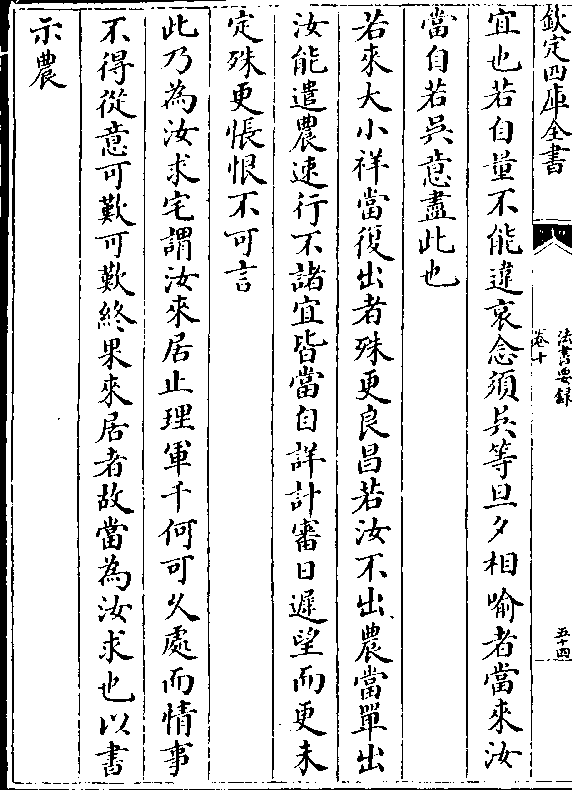 欽定四庫全書
法書要録
卷十
五十四
宜也若自量不能違哀念須吳等旦夕相喻者當來汝
當自若吳意盡此也
若來大小祥當復出者殊更良昌若汝不出農當單出
汝能遣農速行不諸宜皆當自詳計審日遲望而更未
定殊更悵恨不可言
此乃為汝求宅謂汝來居止理軍千何可久處而情事
不得從意可歎可歎終果來居者故當為汝求也以書
示農